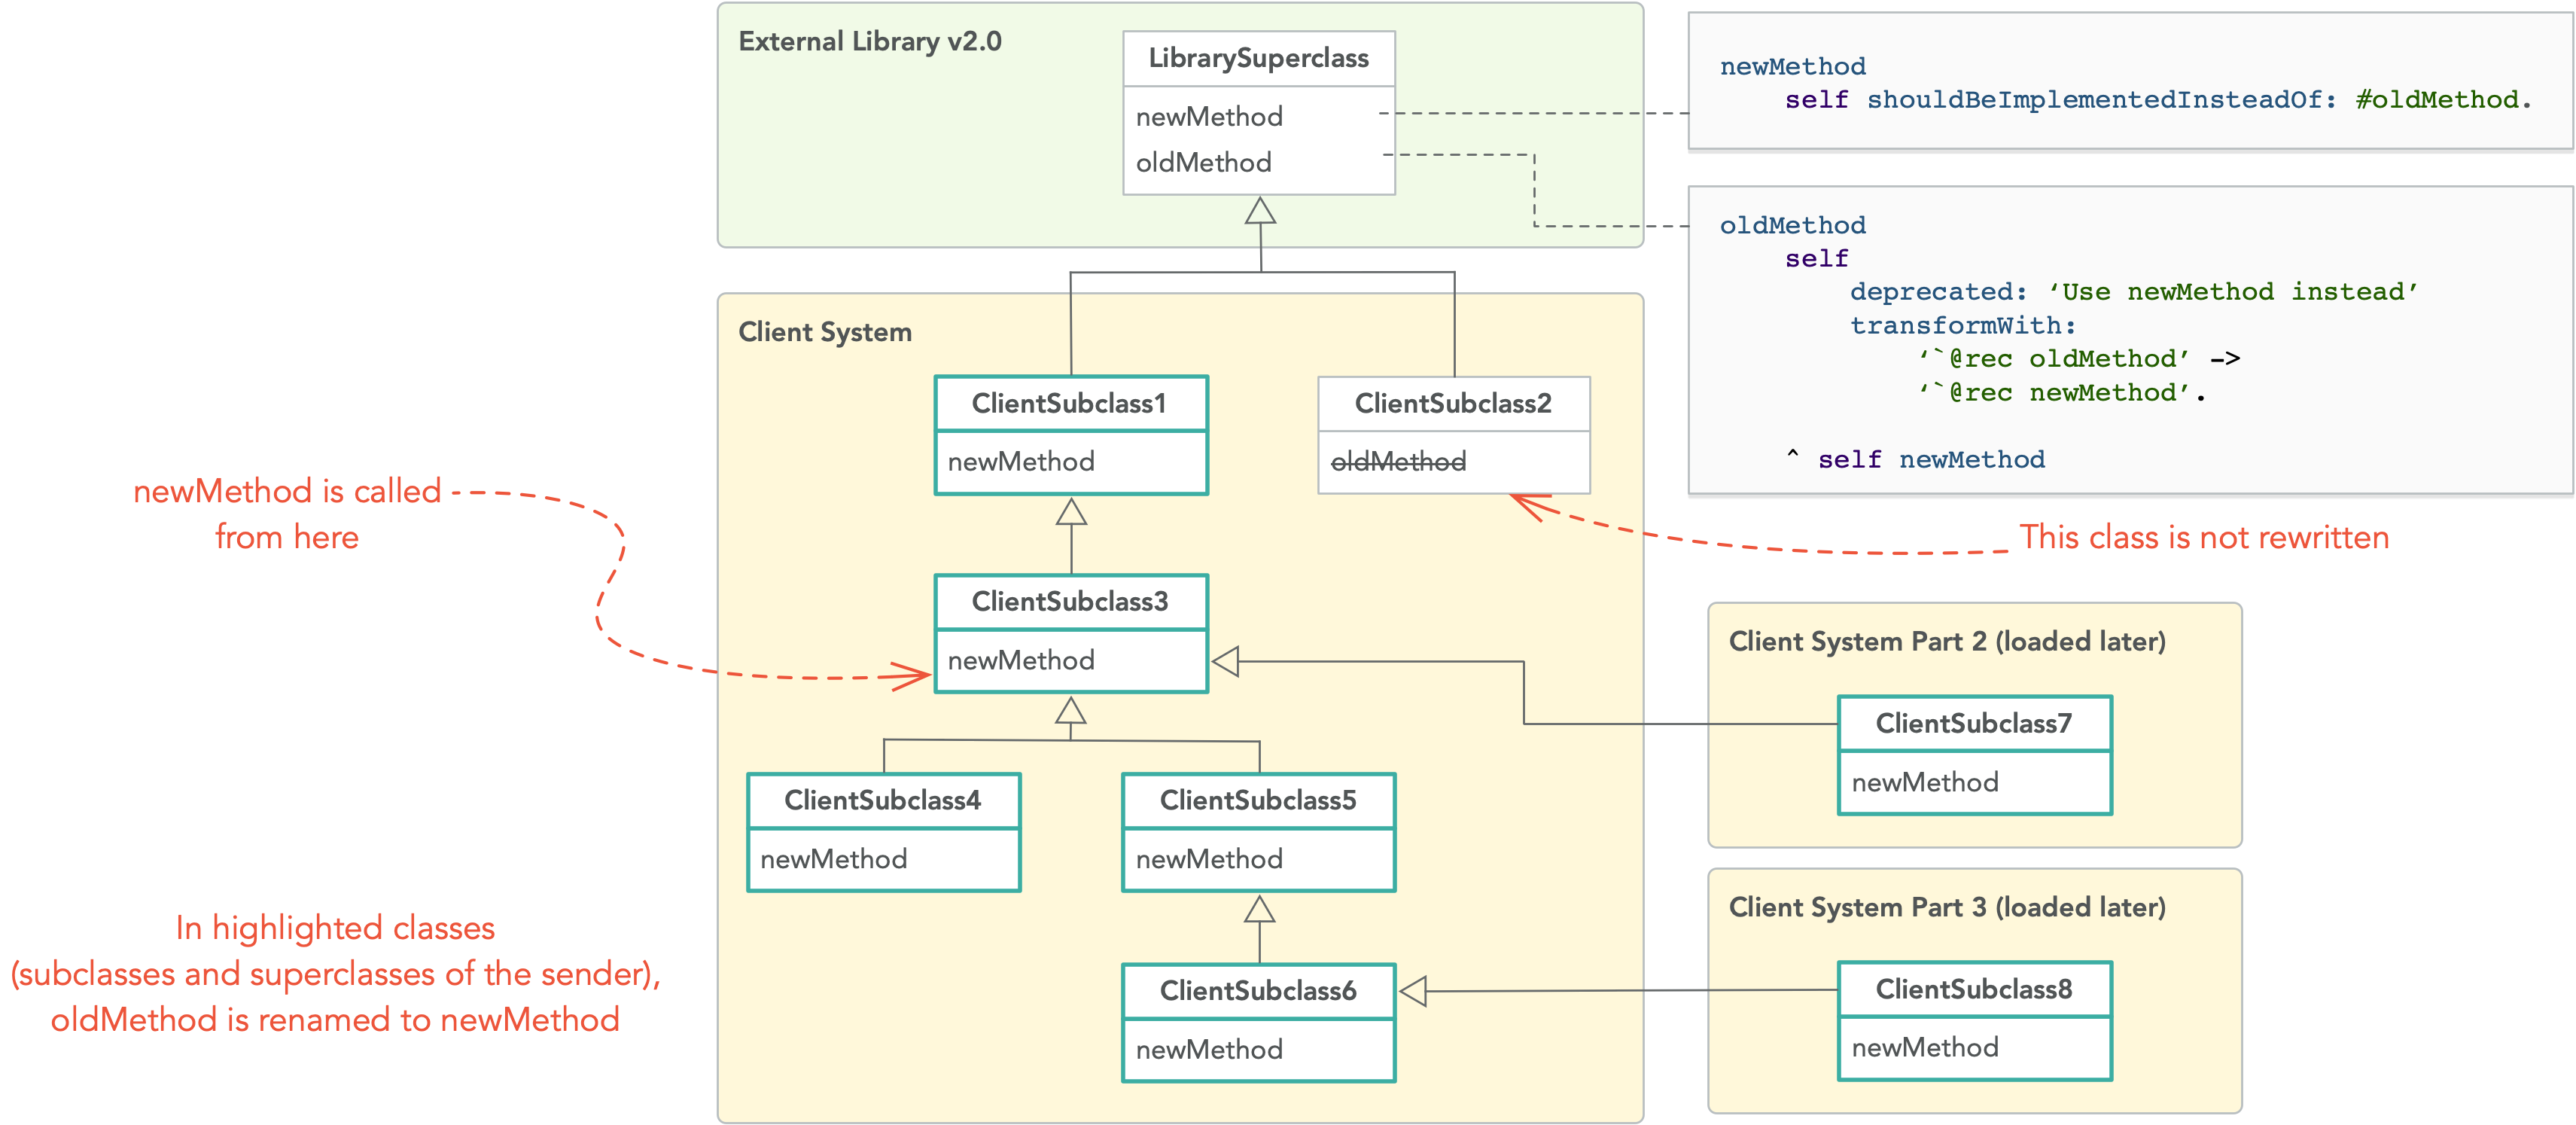 External Library v2.0
LibrarySuperclass
newMethod
oldMethod
newMethod
self shouldBeImplementedInsteadOf: #oldMethod.
oldMethod
self
deprecated: ‘Use newMethod instead’
transformWith:
‘`@rec oldMethod’ ->
‘`@rec newMethod’.
^ self newMethod
Client System
ClientSubclass1
newMethod
ClientSubclass2
oldMethod
newMethod is called
from here
This class is not rewritten
ClientSubclass3
newMethod
Client System Part 2 (loaded later)
ClientSubclass7
newMethod
ClientSubclass4
newMethod
ClientSubclass5
newMethod
In highlighted classes
(subclasses and superclasses of the sender),
oldMethod is renamed to newMethod
Client System Part 3 (loaded later)
ClientSubclass6
newMethod
ClientSubclass8
newMethod